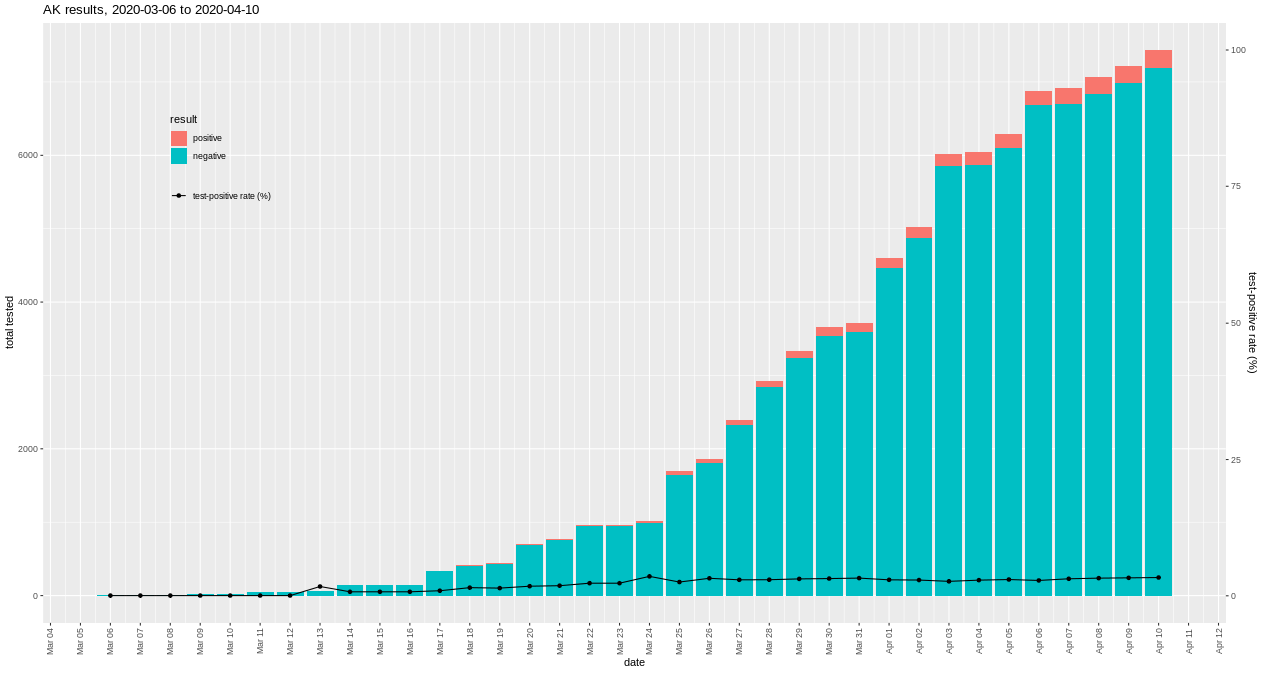 AK results, 2020-03-06 to 2020-04-10
result
positive
negative
test-positive rate (%)
total tested
6000
4000
2000
0
100
75
50
25
0
test-positive rate (%)
Mar 04
Mar 05
Mar 06
Mar 07
Mar 08
Mar 09
Mar 10
Mar 11
Mar 12
Mar 13
Mar 14
Mar 15
Mar 16
Mar 17
Mar 18
Mar 19
Mar 20
Mar 21
Mar 22
Mar 23
Mar 24
Mar 25
Mar 26
Mar 27
Mar 28
Mar 29
Mar 30
Mar 31
Apr 01
Apr 02
Apr 03
Apr 04
Apr 05
Apr 06
Apr 07
Apr 08
Apr 09
Apr 10
Apr 11
Apr 12
date